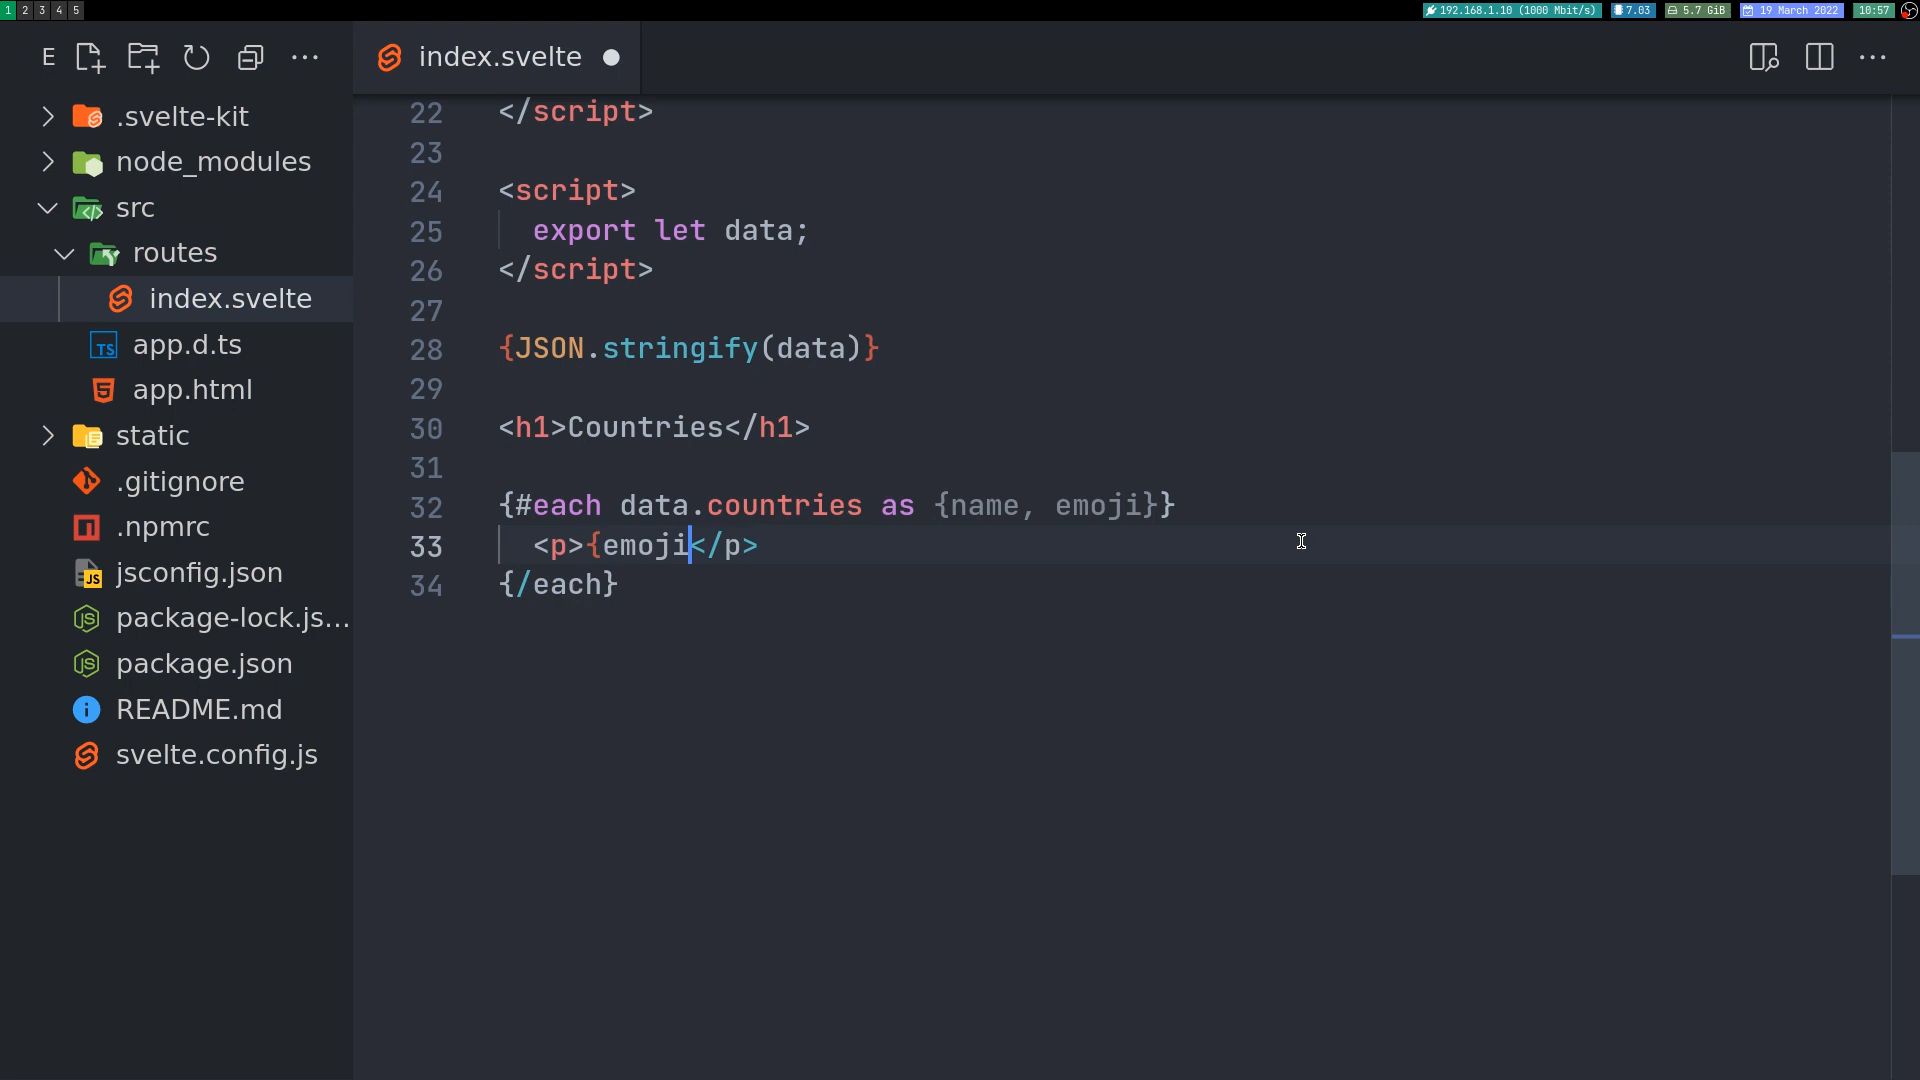 1 2 3 4 5
192.168.1.10 (1000 Mbit/s) 7.03 5.7 GiB 19 March 2022 10:57
E
index.svelte
.svelte-kit
node_modules
src
routes
index.svelte
app.d.ts
app.html
static
.gitignore
.npmrc
jsconfig.json
package-lock.js...
package.json
README.md
svelte.config.js
22 </script>
23
24 <script>
25 export let data;
26 </script>
27
28 {JSON.stringify(data)}
29
30 <h1>Countries</h1>
31
32 {#each data.countries as {name, emoji}}
33 <p>{emoji</p>
34 {/each}